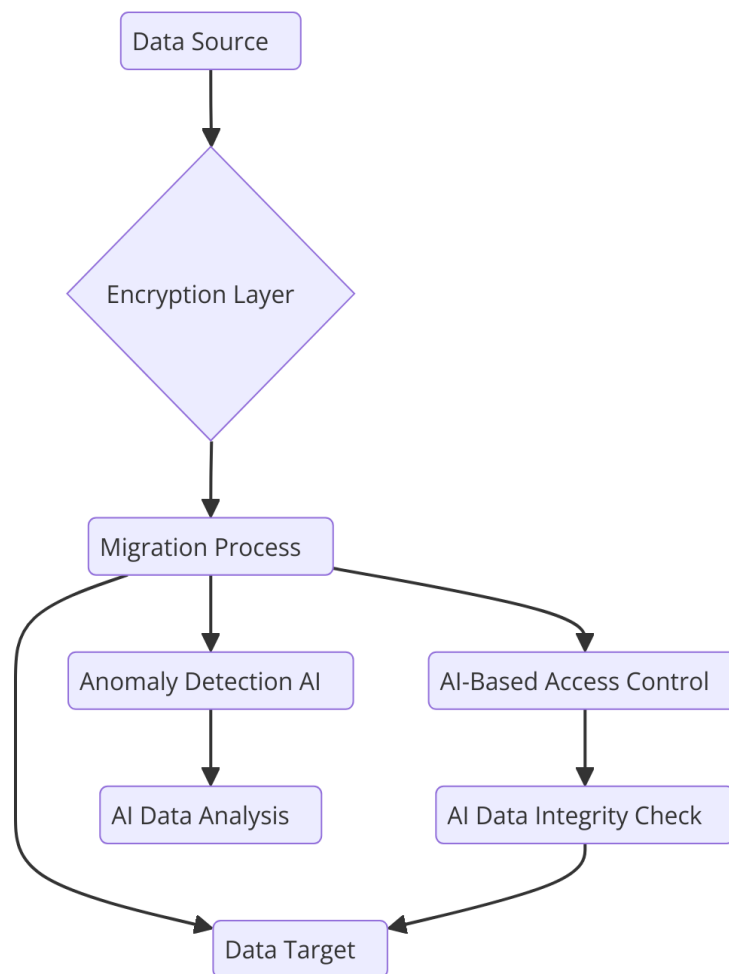 Data Source
Encryption Layer
Migration Process
Anomaly Detection AI
AI-Based Access Control
AI Data Analysis
AI Data Integrity Check
Data Target